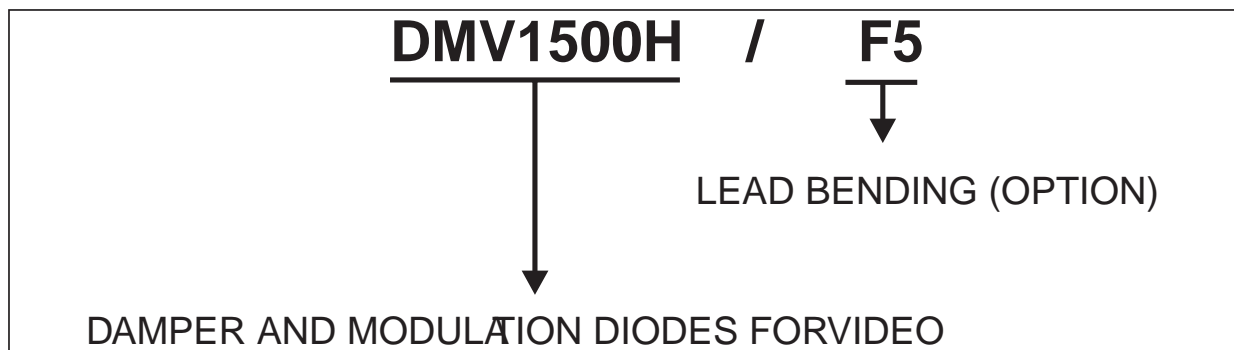 DMV1500H / F5
LEAD BENDING (OPTION)
DAMPER AND MODULATION DIODES FORVIDEO